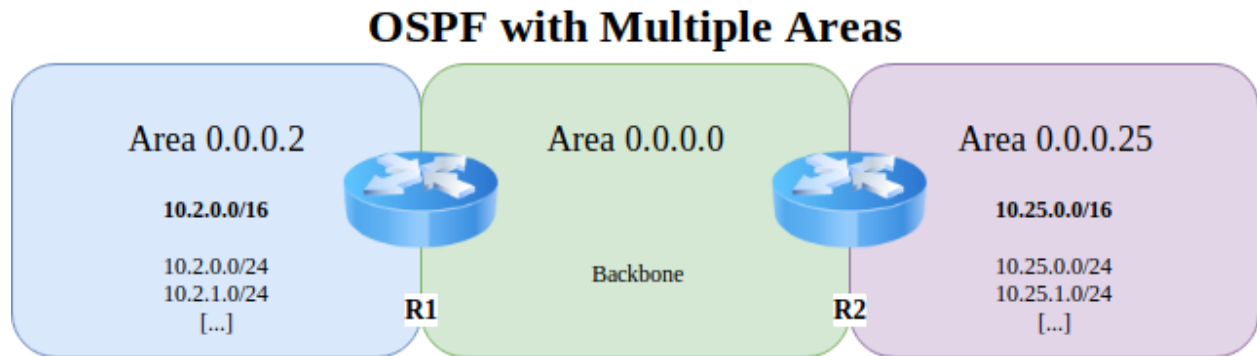 OSPF with Multiple Areas
Area 0.0.0.2
10.2.0.0/16
10.2.0.0/24
10.2.1.0/24
[...]
R1
Area 0.0.0.0
Backbone
R2
Area 0.0.0.25
10.25.0.0/16
10.25.0.0/24
10.25.1.0/24
[...]